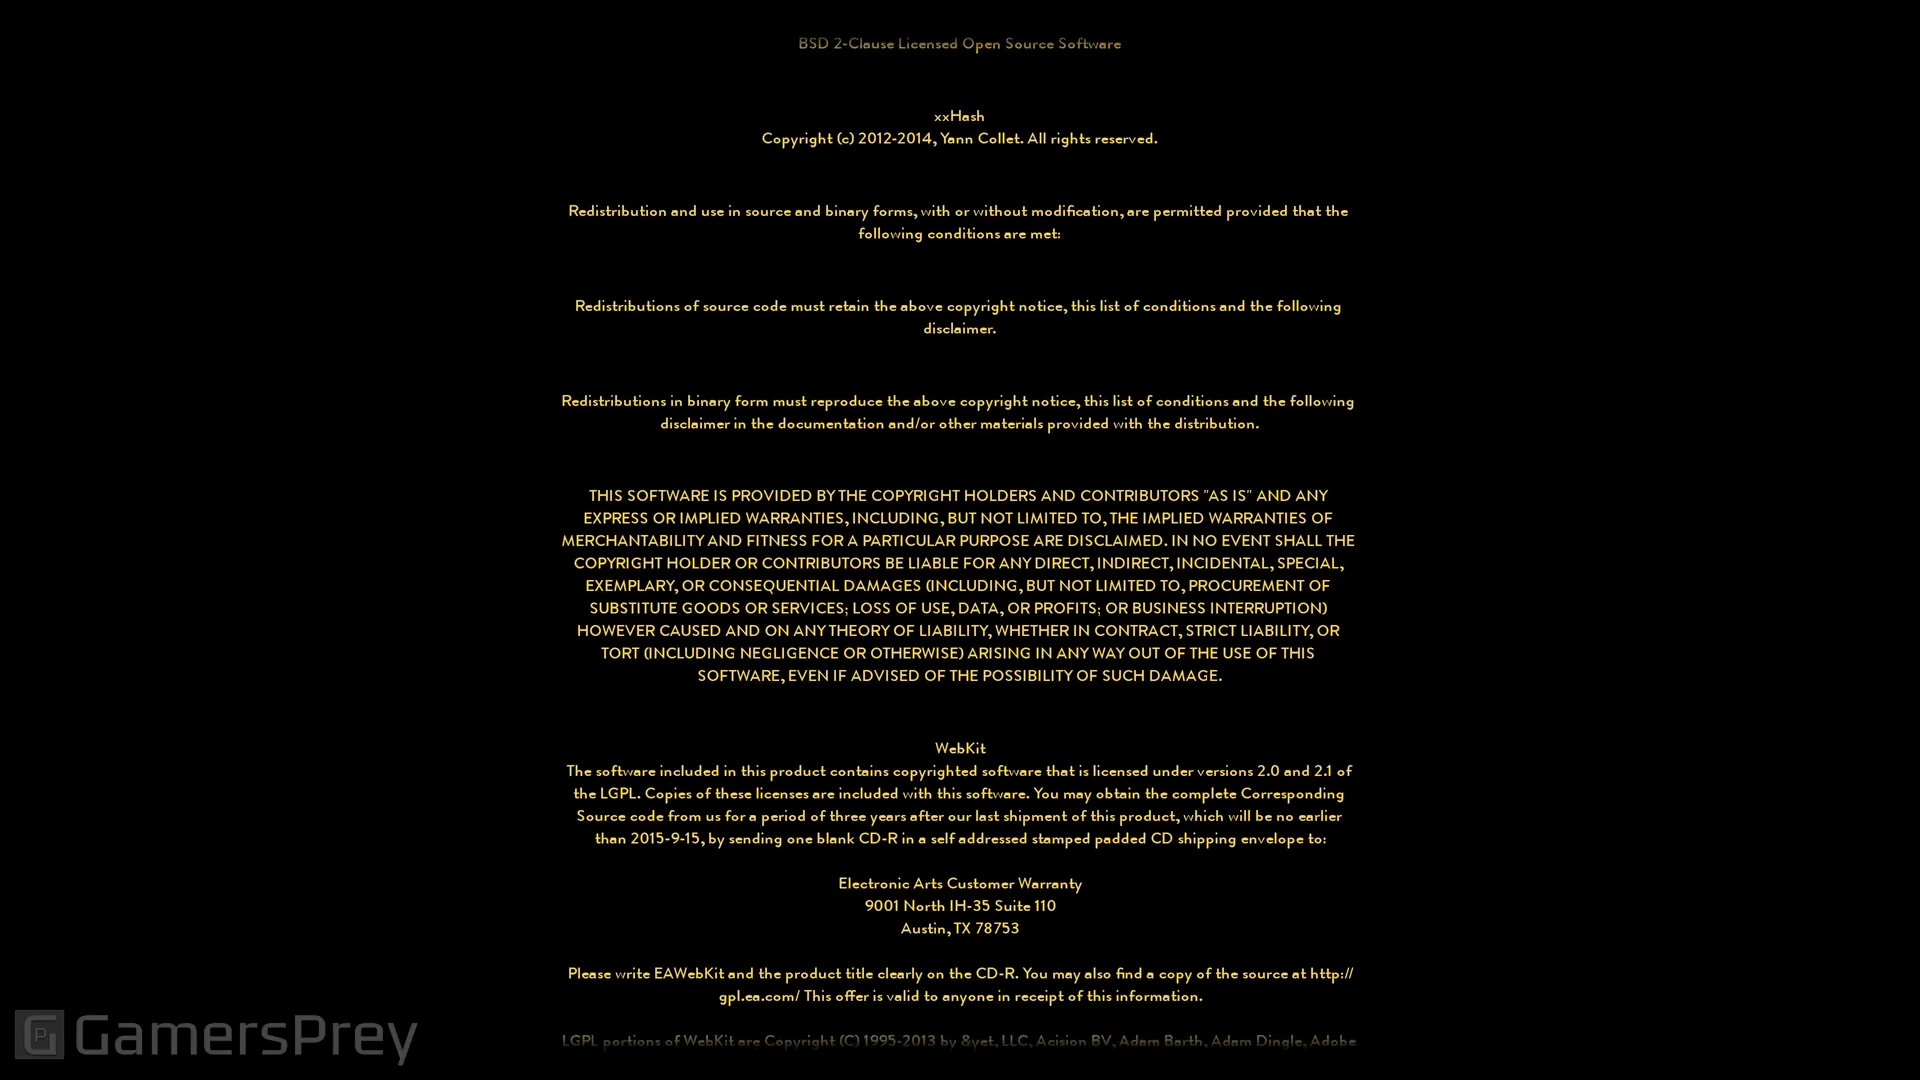 BSD 2-Clause Licensed Open Source Software
xxHash
Copyright (c) 2012-2014, Yann Collet. All rights reserved.
Redistribution and use in source and binary forms, with or without modification, are permitted provided that the
following conditions are met:
Redistributions of source code must retain the above copyright notice, this list of conditions and the following
disclaimer.
Redistributions in binary form must reproduce the above copyright notice, this list of conditions and the following
disclaimer in the documentation and/or other materials provided with the distribution.
THIS SOFTWARE IS PROVIDED BY THE COPYRIGHT HOLDERS AND CONTRIBUTORS "AS IS" AND ANY
EXPRESS OR IMPLIED WARRANTIES, INCLUDING, BUT NOT LIMITED TO, THE IMPLIED WARRANTIES OF
MERCHANTABILITY AND FITNESS FOR A PARTICULAR PURPOSE ARE DISCLAIMED. IN NO EVENT SHALL THE
COPYRIGHT HOLDER OR CONTRIBUTORS BE LIABLE FOR ANY DIRECT, INDIRECT, INCIDENTAL, SPECIAL,
EXEMPLARY, OR CONSEQUENTIAL DAMAGES (INCLUDING, BUT NOT LIMITED TO, PROCUREMENT OF
SUBSTITUTE GOODS OR SERVICES; LOSS OF USE, DATA, OR PROFITS; OR BUSINESS INTERRUPTION)
HOWEVER CAUSED AND ON ANY THEORY OF LIABILITY, WHETHER IN CONTRACT, STRICT LIABILITY, OR
TORT (INCLUDING NEGLIGENCE OR OTHERWISE) ARISING IN ANY WAY OUT OF THE USE OF THIS
SOFTWARE, EVEN IF ADVISED OF THE POSSIBILITY OF SUCH DAMAGE.
WebKit
The software included in this product contains copyrighted software that is licensed under versions 2.0 and 2.1 of
the LGPL. Copies of these licenses are included with this software. You may obtain the complete Corresponding
Source code from us for a period of three years after our last shipment of this product, which will be no earlier
than 2015-9-15, by sending one blank CD-R in a self addressed stamped padded CD shipping envelope to:
Electronic Arts Customer Warranty
9001 North IH-35 Suite 110
Austin, TX 78753
Please write EAWebKit and the product title clearly on the CD-R. You may also find a copy of the source at http://
gpl.ea.com/ This offer is valid to anyone in receipt of this information.
LGPL portions of WebKit are Copyright (C) 1995-2013 by &yet, LLC, Acision BV, Adam Barth, Adam Dingle, Adobe
GamersPrey